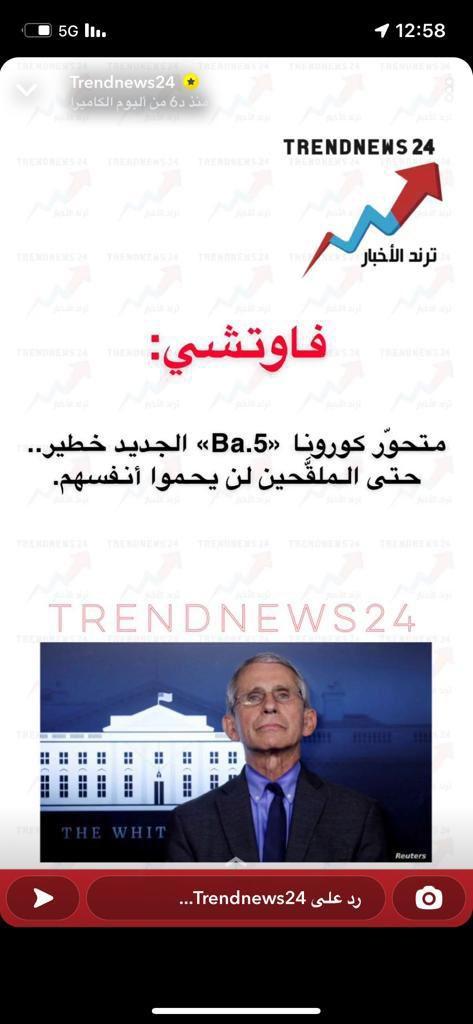 5G
12:58
Trendnews24
منذ 6د من ألبوم الكاميرا
TRENDNEWS 24
ترند الأخبار
فاوتشي:
متحوّر كورونا «Ba.5» الجديد خطير..
حتى الملقَّحين لن يحموا أنفسهم.
TRENDNEWS24
THE WHIT
Reuters
رد على Trendnews24...